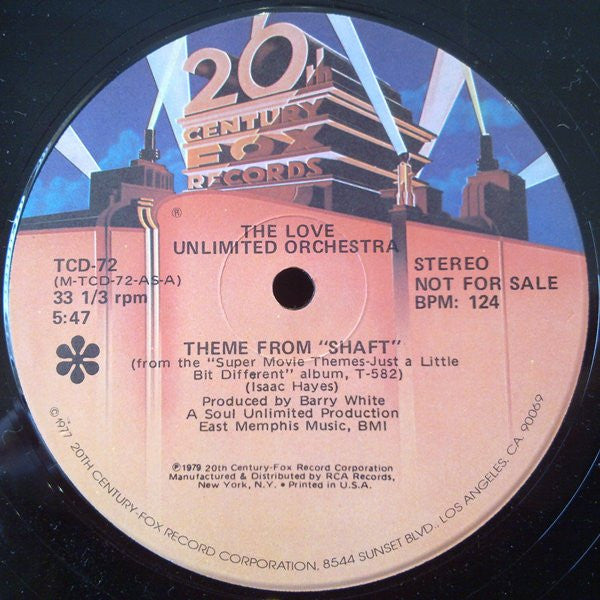 20th
CENTURY
FOX
RECORDS
®
THE LOVE
UNLIMITED ORCHESTRA
TCD-72
(M-TCD-72-AS-A)
33 1/3 rpm
5:47
STEREO
NOT FOR SALE
BPM: 124
THEME FROM "SHAFT"
(from the "Super Movie Themes-Just a Little
Bit Different" album, T-582)
(Isaac Hayes)
Produced by Barry White
A Soul Unlimited Production
East Memphis Music, BMI
℗ 1979 20th Century-Fox Record Corporation
Manufactured & Distributed by RCA Records,
New York, N.Y. • Printed in U.S.A.
© 1977 20TH CENTURY-FOX RECORD CORPORATION, 8544 SUNSET BLVD., LOS ANGELES, CA. 90069